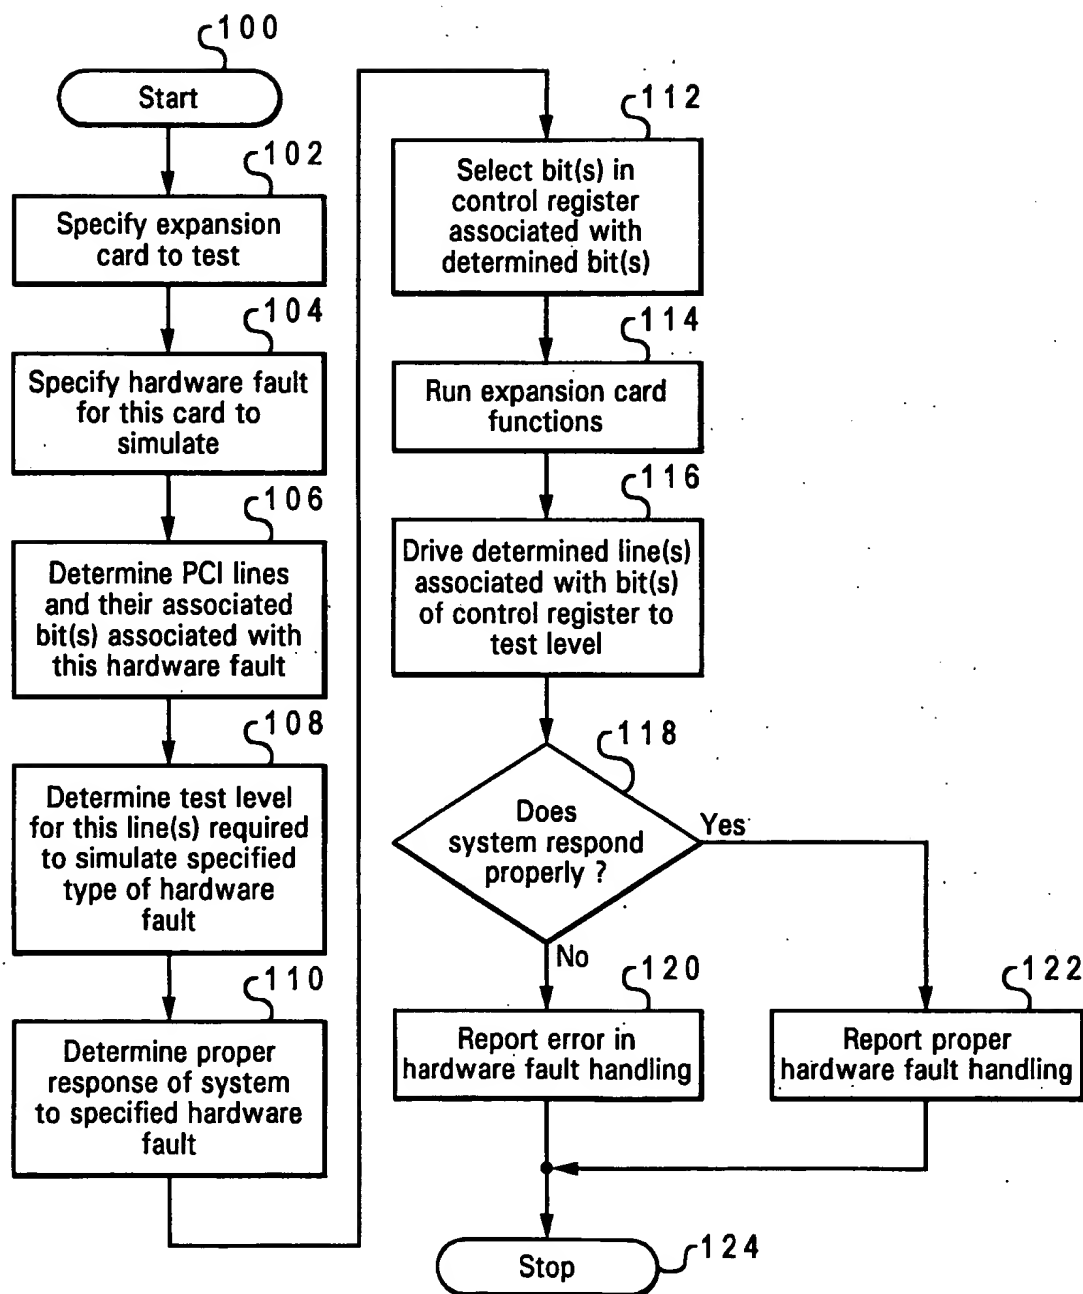 100
Start
102
Specify expansion
card to test
104
Specify hardware fault
for this card to
simulate
106
Determine PCI lines
and their associated
bit(s) associated with
this hardware fault
108
Determine test level
for this line(s) required
to simulate specified
type of hardware
fault
110
Determine proper
response of system
to specified hardware
fault
112
Select bit(s) in
control register
associated with
determined bit(s)
114
Run expansion card
functions
116
Drive determined line(s)
associated with bit(s)
of control register to
test level
118
Does
system respond
properly ?
Yes
No
120
Report error in
hardware fault handling
122
Report proper
hardware fault handling
Stop
124